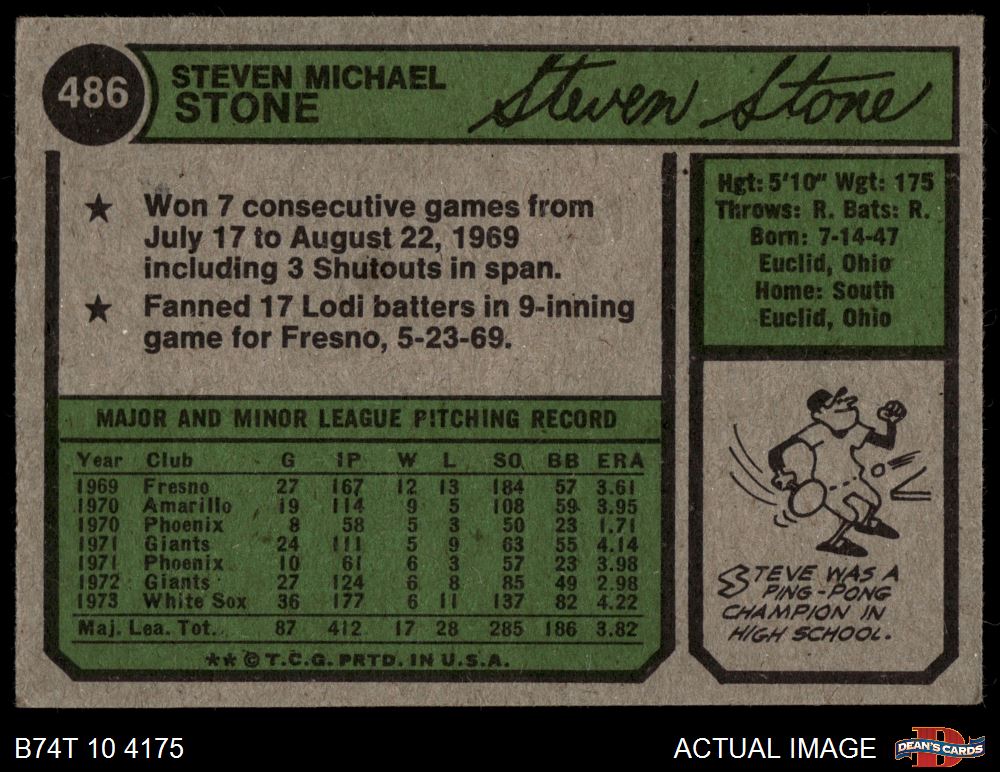 486
STEVEN MICHAEL
STONE
Steven Stone
★ Won 7 consecutive games from
July 17 to August 22, 1969
including 3 Shutouts in span.
★ Fanned 17 Lodi batters in 9-inning
game for Fresno, 5-23-69.
Hgt: 5'10" Wgt: 175
Throws: R. Bats: R.
Born: 7-14-47
Euclid, Ohio
Home: South
Euclid, Ohio
MAJOR AND MINOR LEAGUE PITCHING RECORD
Year Club G IP W L SO BB ERA
1969 Fresno 27 167 12 13 184 57 3.61
1970 Amarillo 19 114 9 5 108 59 3.95
1970 Phoenix 8 58 5 3 50 23 1.71
1971 Giants 24 111 5 9 63 55 4.14
1971 Phoenix 10 61 6 3 57 23 3.98
1972 Giants 27 124 6 8 85 49 2.98
1973 White Sox 36 177 6 11 137 82 4.22
Maj. Lea. Tot. 87 412 17 28 285 186 3.82
** © T.C.G. PRTD. IN U.S.A.
STEVE WAS A
PING-PONG
CHAMPION IN
HIGH SCHOOL.
B74T 10 4175
ACTUAL IMAGE
DEAN'S CARDS